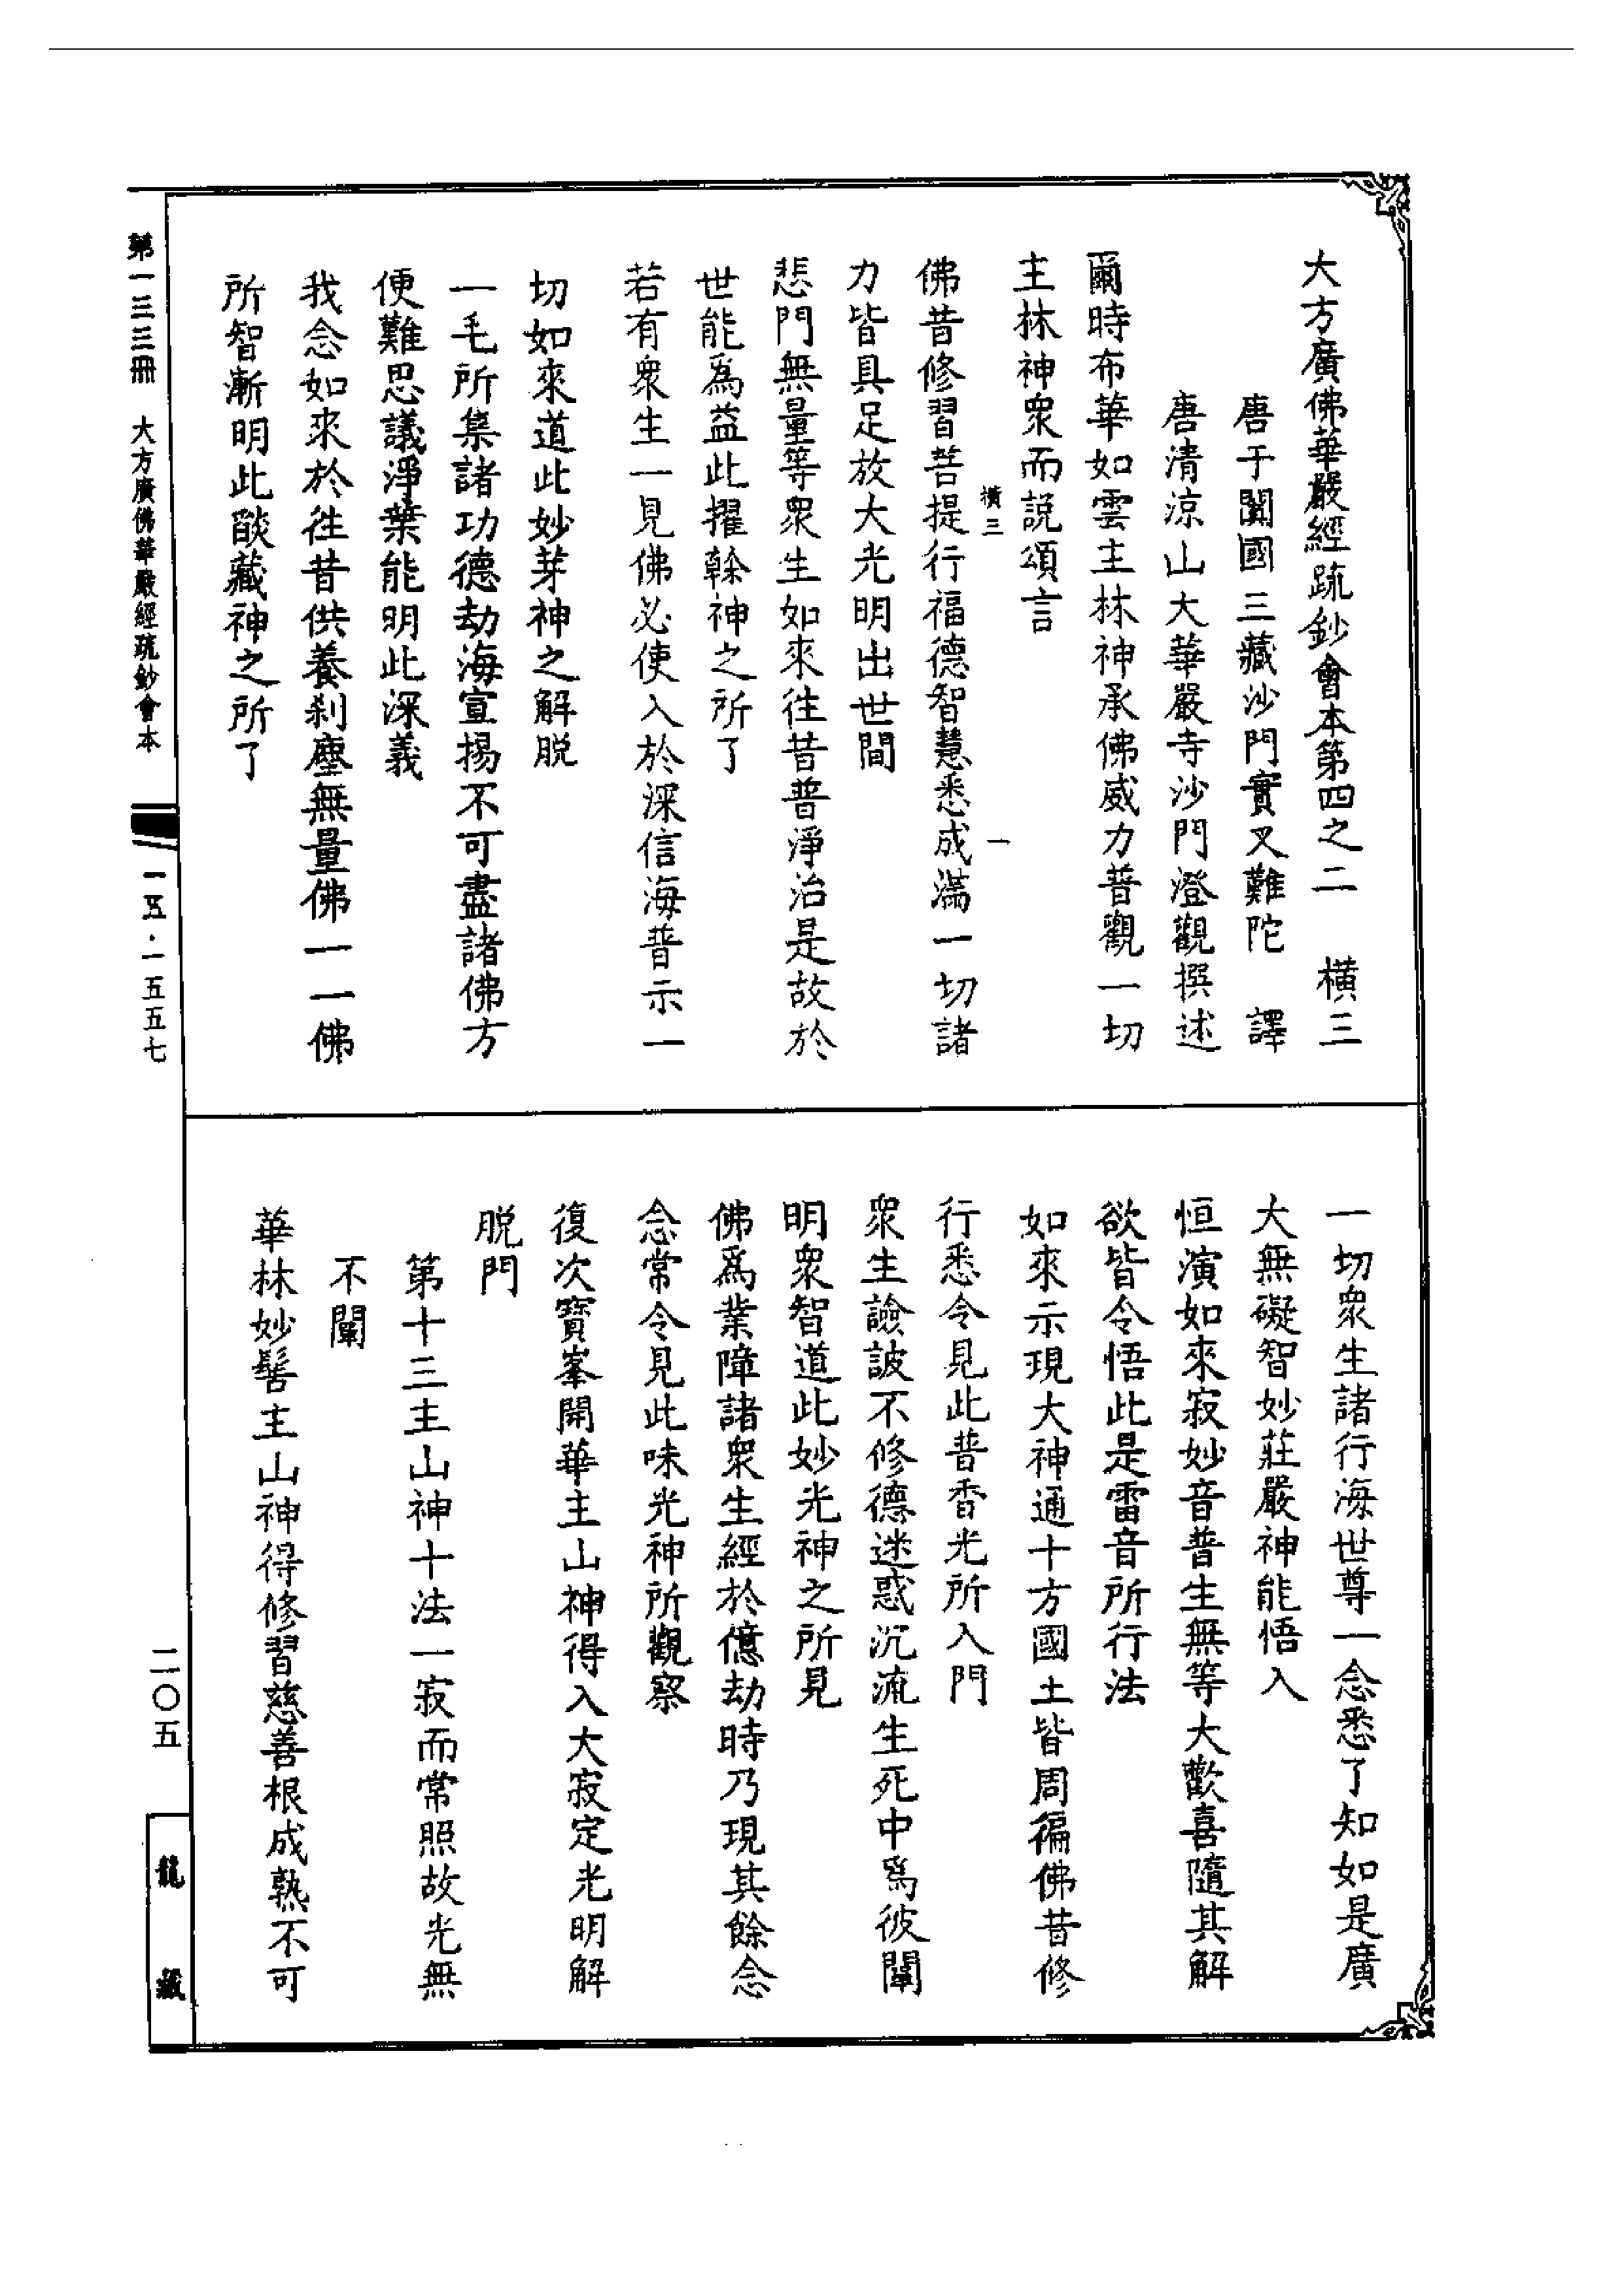 大方廣佛華嚴經疏鈔會本第四之二　橫三
唐于闐國三藏沙門實叉難陀　譯
唐清涼山大華嚴寺沙門澄觀撰述
爾時布華如雲主林神承佛威力普觀一切
主林神衆而説頌言
橫三　一
佛昔修習菩提行福德智慧悉成滿一切諸
力皆具足放大光明出世間
悲門無量等衆生如來往昔普淨治是故於
世能爲益此擢榦神之所了
若有衆生一見佛必使入於深信海普示一
切如來道此妙芽神之解脱
一毛所集諸功德劫海宣揚不可盡諸佛方
便難思議淨葉能明此深義
我念如來於往昔供養刹塵無量佛一一佛
所智漸明此燄藏神之所了
一切衆生諸行海世尊一念悉了知如是廣
大無礙智妙莊嚴神能悟入
恒演如來寂妙音普生無等大歡喜隨其解
欲皆令悟此是雷音所行法
如來示現大神通十方國土皆周徧佛昔修
行悉令見此普香光所入門
衆生譣詖不修德迷惑沉流生死中爲彼闡
明衆智道此妙光神之所見
佛爲業障諸衆生經於億劫時乃現其餘念
念常令見此味光神所觀察
復次寶峯開華主山神得入大寂定光明解
脱門
第十三主山神十法一寂而常照故光無
不闡
華林妙髻主山神得修習慈善根成熟不可
第一三三冊　大方廣佛華嚴經疏鈔會本
一五·一五五七
二〇五
龍藏